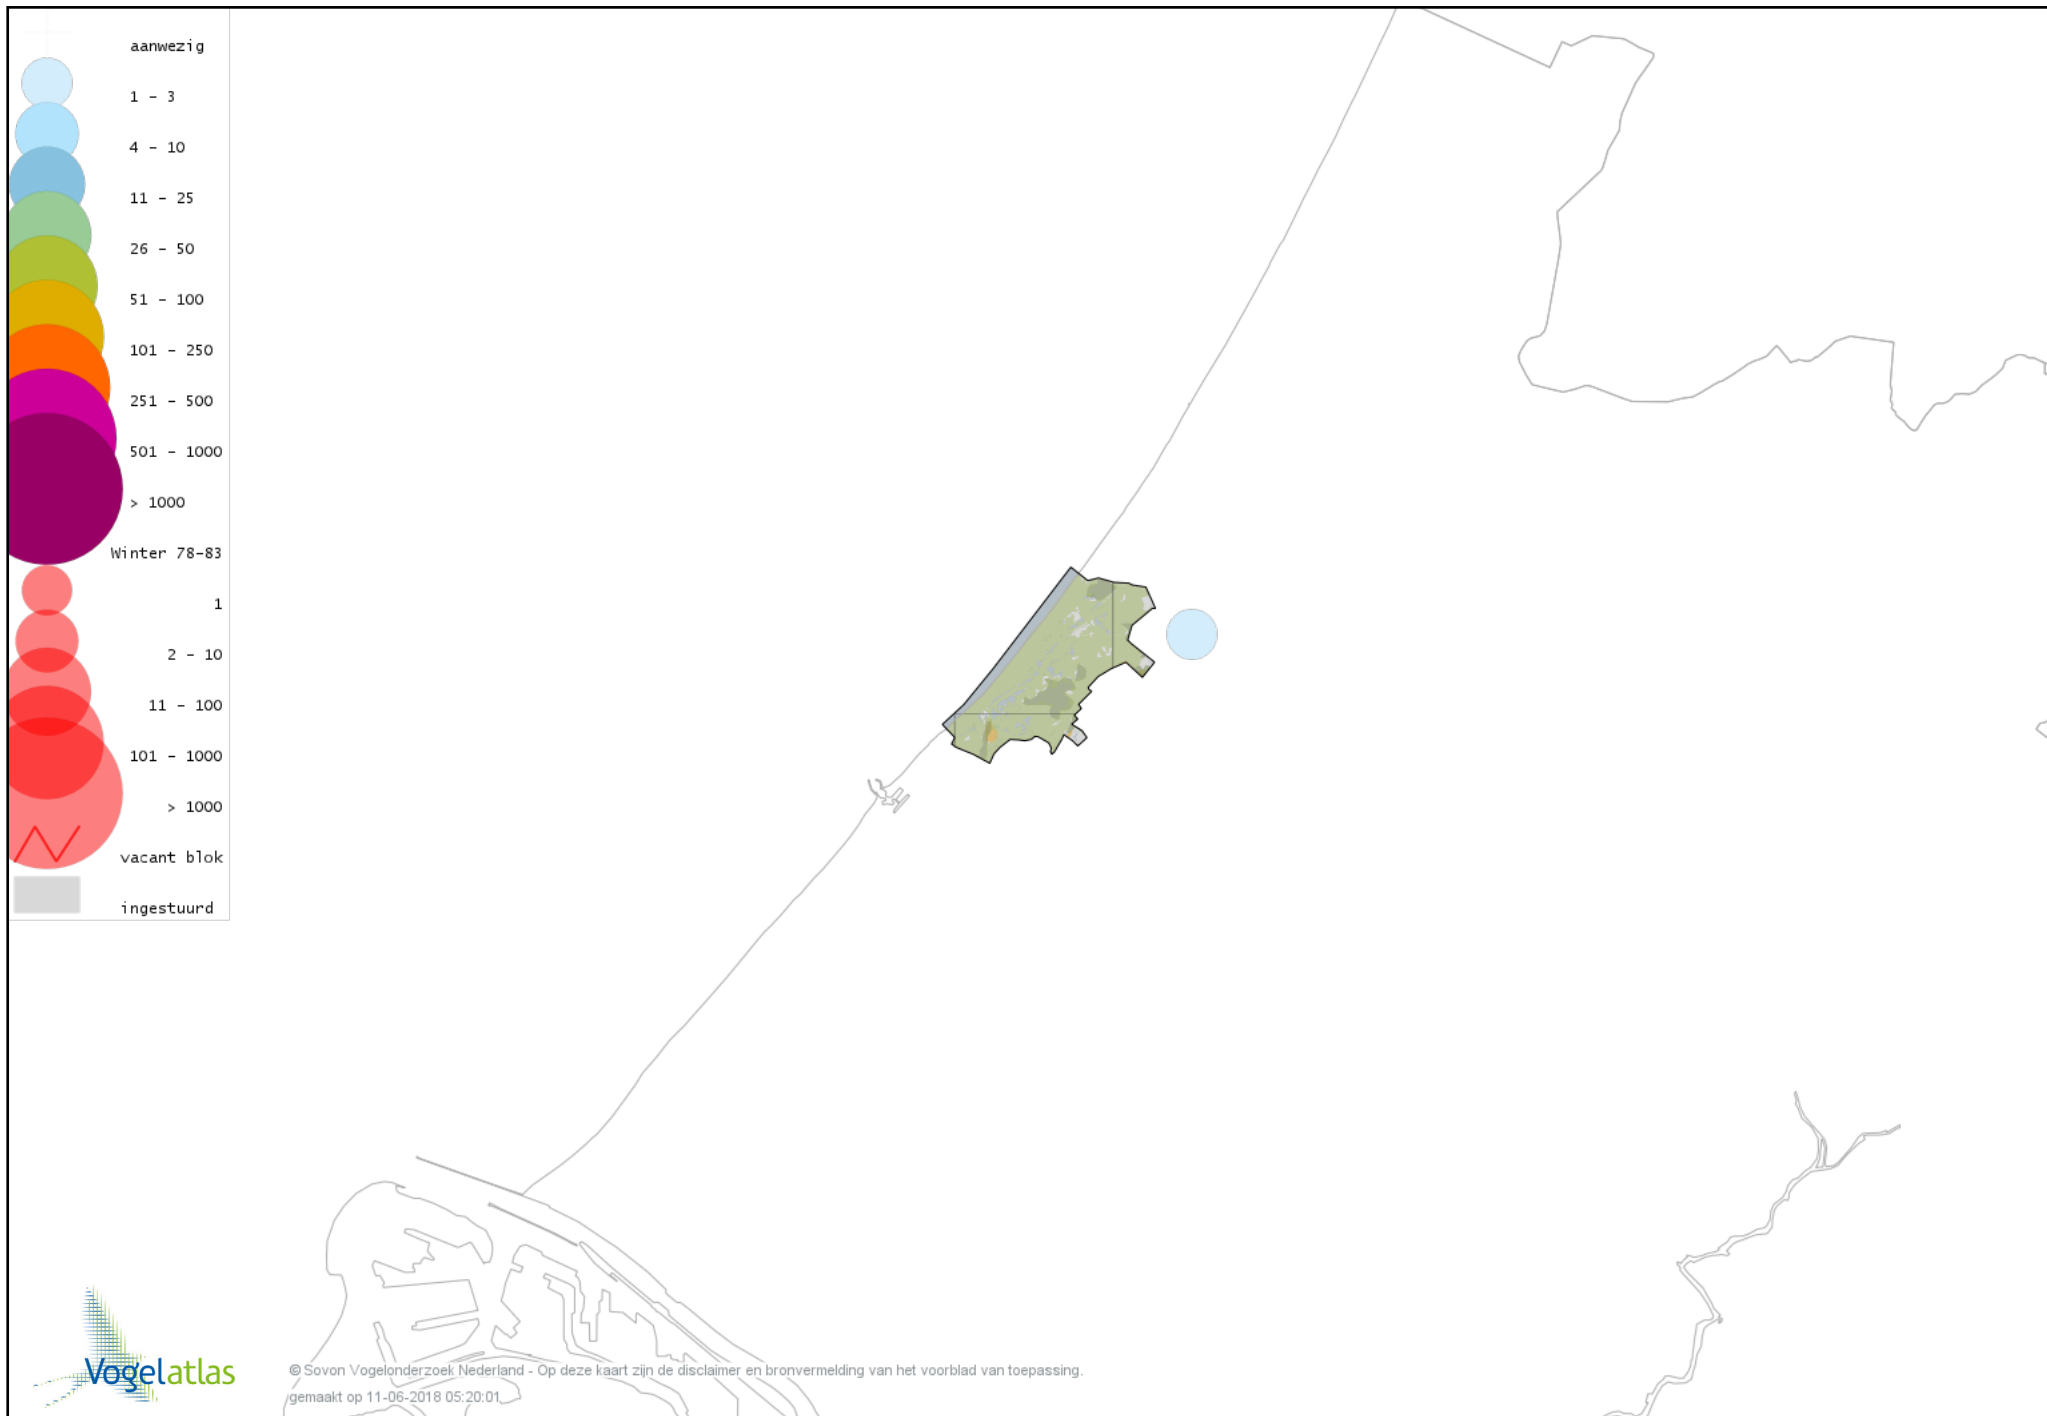 aanwezig
1 - 3
4 - 10
11 - 25
26 - 50
51 - 100
101 - 250
251 - 500
501 - 1000
> 1000
Winter 78-83
1
2 - 10
11 - 100
101 - 1000
> 1000
vacant blok
ingestuurd
Vogelatlas
© Sovon Vogelonderzoek Nederland - Op deze kaart zijn de disclaimer en bronvermelding van het voorblad van toepassing.
gemaakt op 11-06-2018 05:20:01